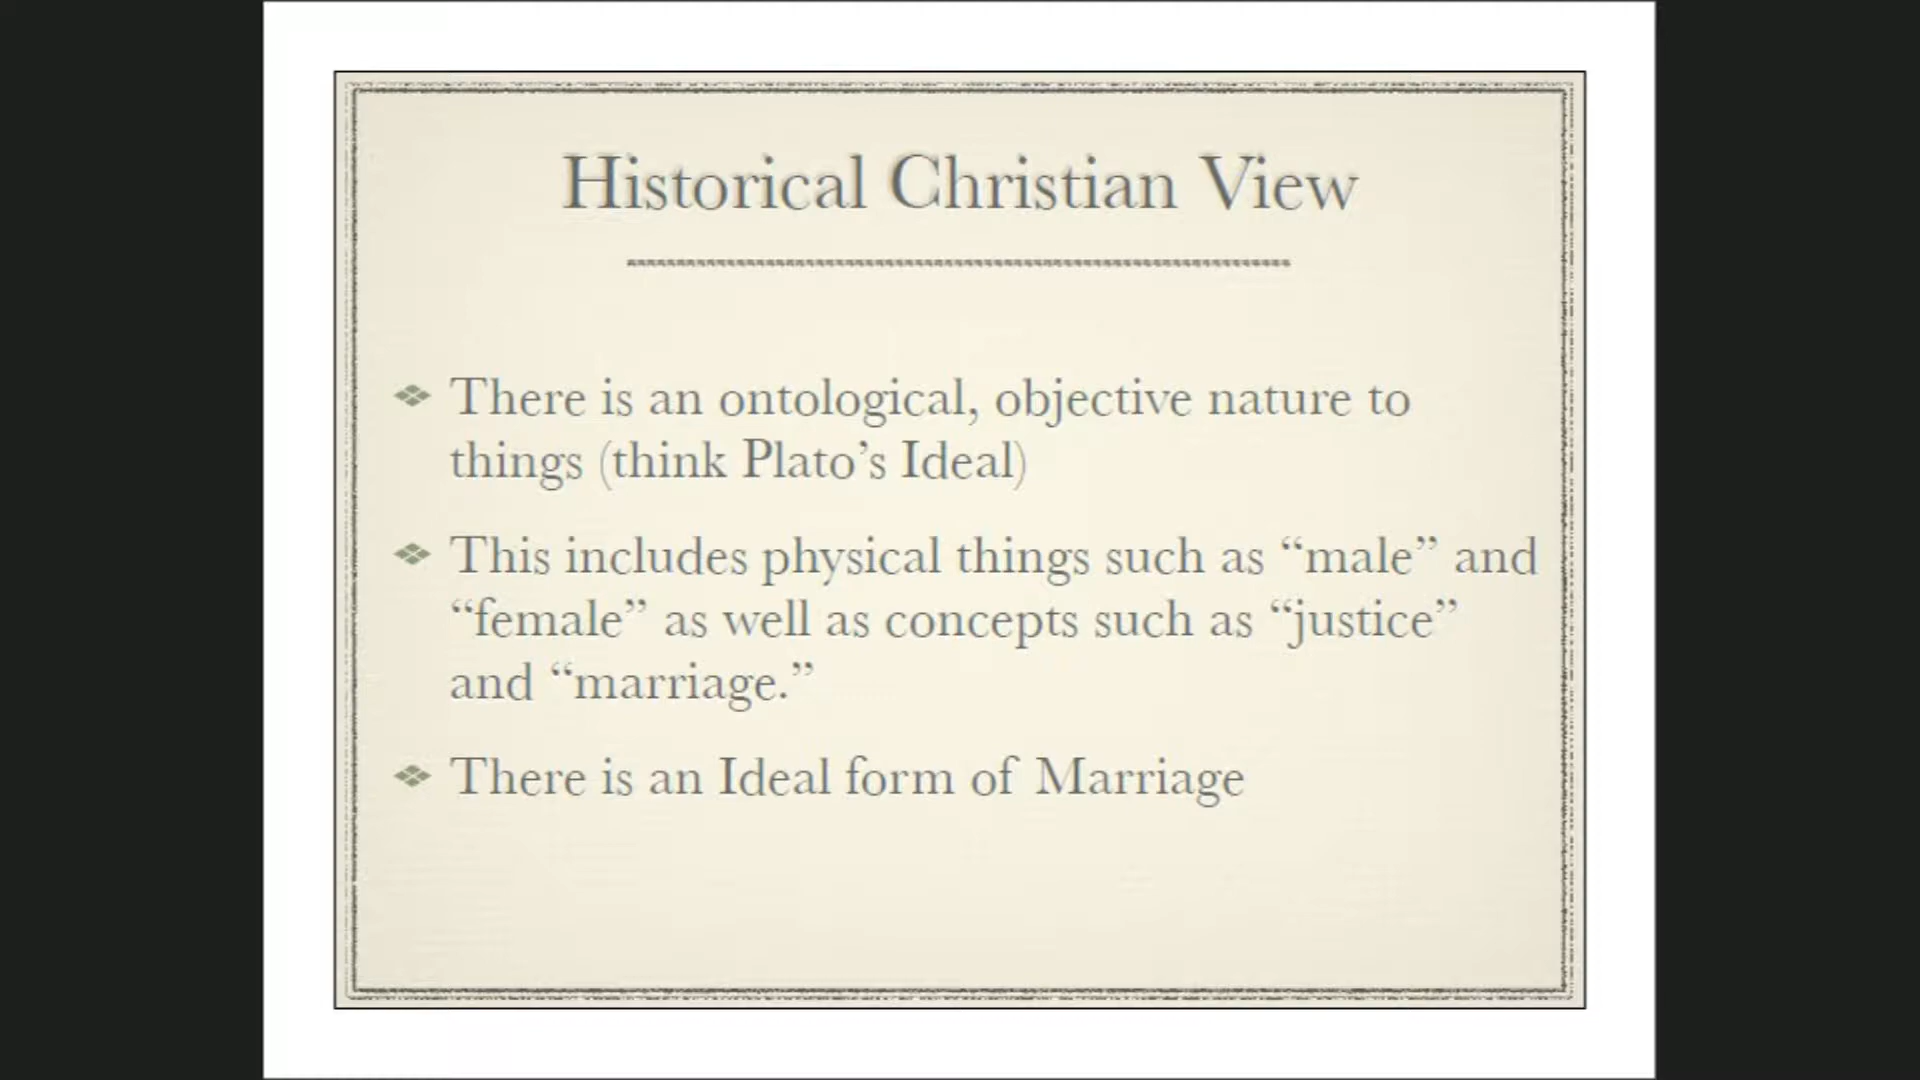 Historical Christian View
There is an ontological, objective nature to
things (think Plato’s Ideal)
This includes physical things such as “male” and
“female” as well as concepts such as “justice”
and “marriage.”
There is an Ideal form of Marriage